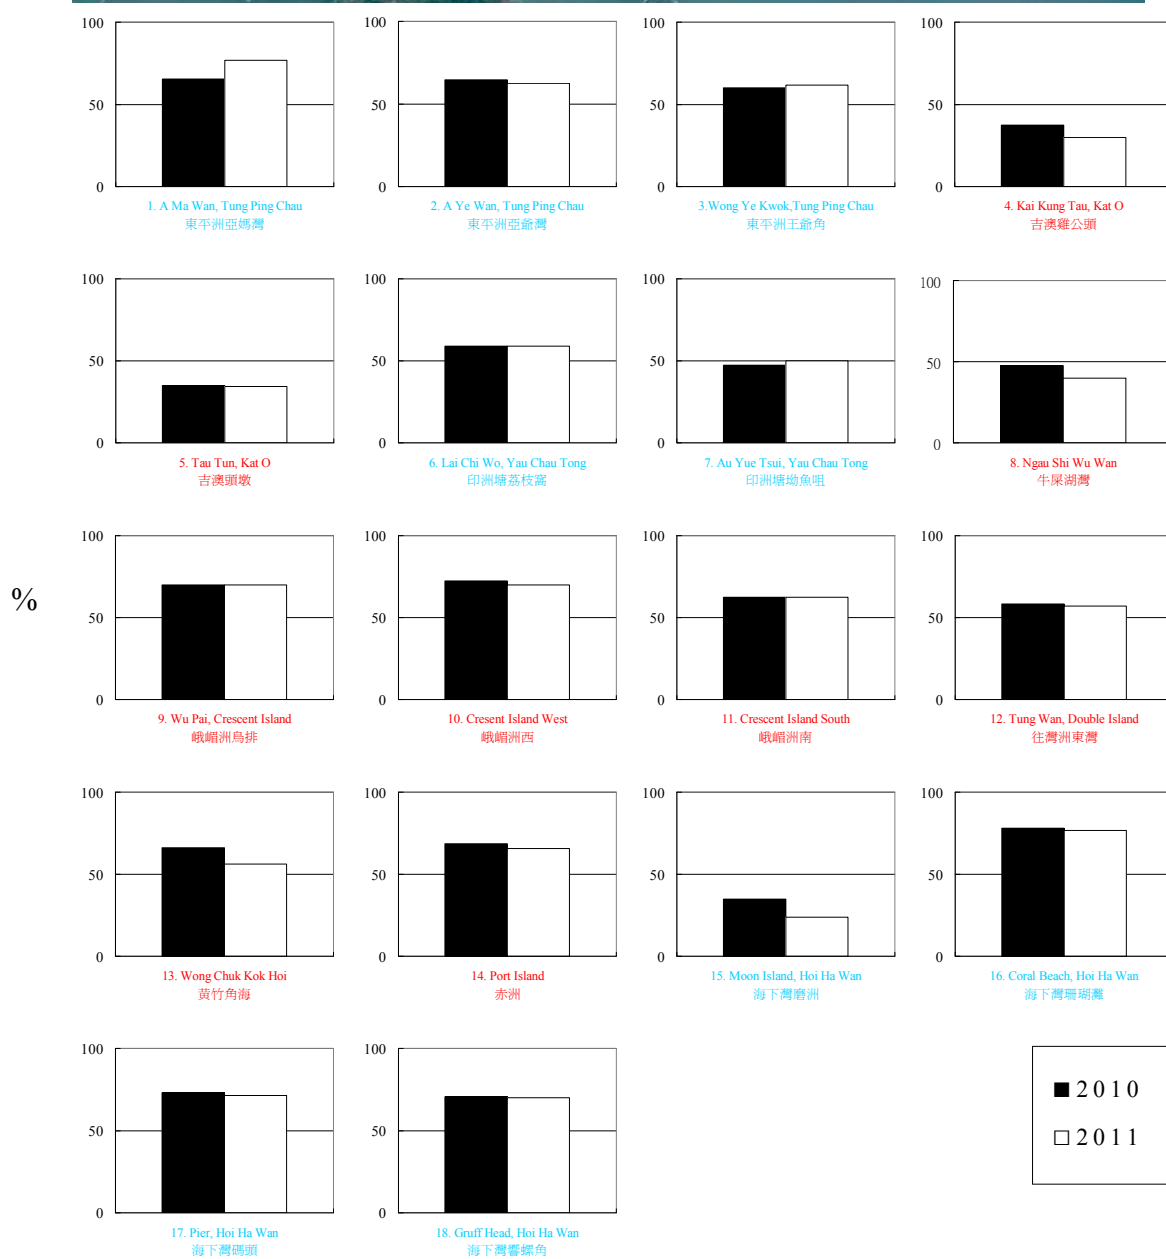 100
50
0
1. A Ma Wan, Tung Ping Chau
東平洲亞媽灣
100
50
0
2. A Ye Wan, Tung Ping Chau
東平洲亞爺灣
100
50
0
3.Wong Ye Kwok,Tung Ping Chau
東平洲王爺角
100
50
0
4. Kai Kung Tau, Kat O
吉澳雞公頭
100
50
0
5. Tau Tun, Kat O
吉澳頭墩
100
50
0
6. Lai Chi Wo, Yau Chau Tong
印洲塘荔枝窩
100
50
0
7. Au Yue Tsui, Yau Chau Tong
印洲塘坳魚咀
100
50
0
8. Ngau Shi Wu Wan
牛屎湖灣
%
100
50
0
9. Wu Pai, Crescent Island
峨嵋洲烏排
100
50
0
10. Cresent Island West
峨嵋洲西
100
50
0
11. Crescent Island South
峨嵋洲南
100
50
0
12. Tung Wan, Double Island
往灣洲東灣
100
50
0
13. Wong Chuk Kok Hoi
黃竹角海
100
50
0
14. Port Island
赤洲
100
50
0
15. Moon Island, Hoi Ha Wan
海下灣磨洲
100
50
0
16. Coral Beach, Hoi Ha Wan
海下灣珊瑚灘
100
50
0
17. Pier, Hoi Ha Wan
海下灣碼頭
100
50
0
18. Gruff Head, Hoi Ha Wan
海下灣響螺角
2010
2011